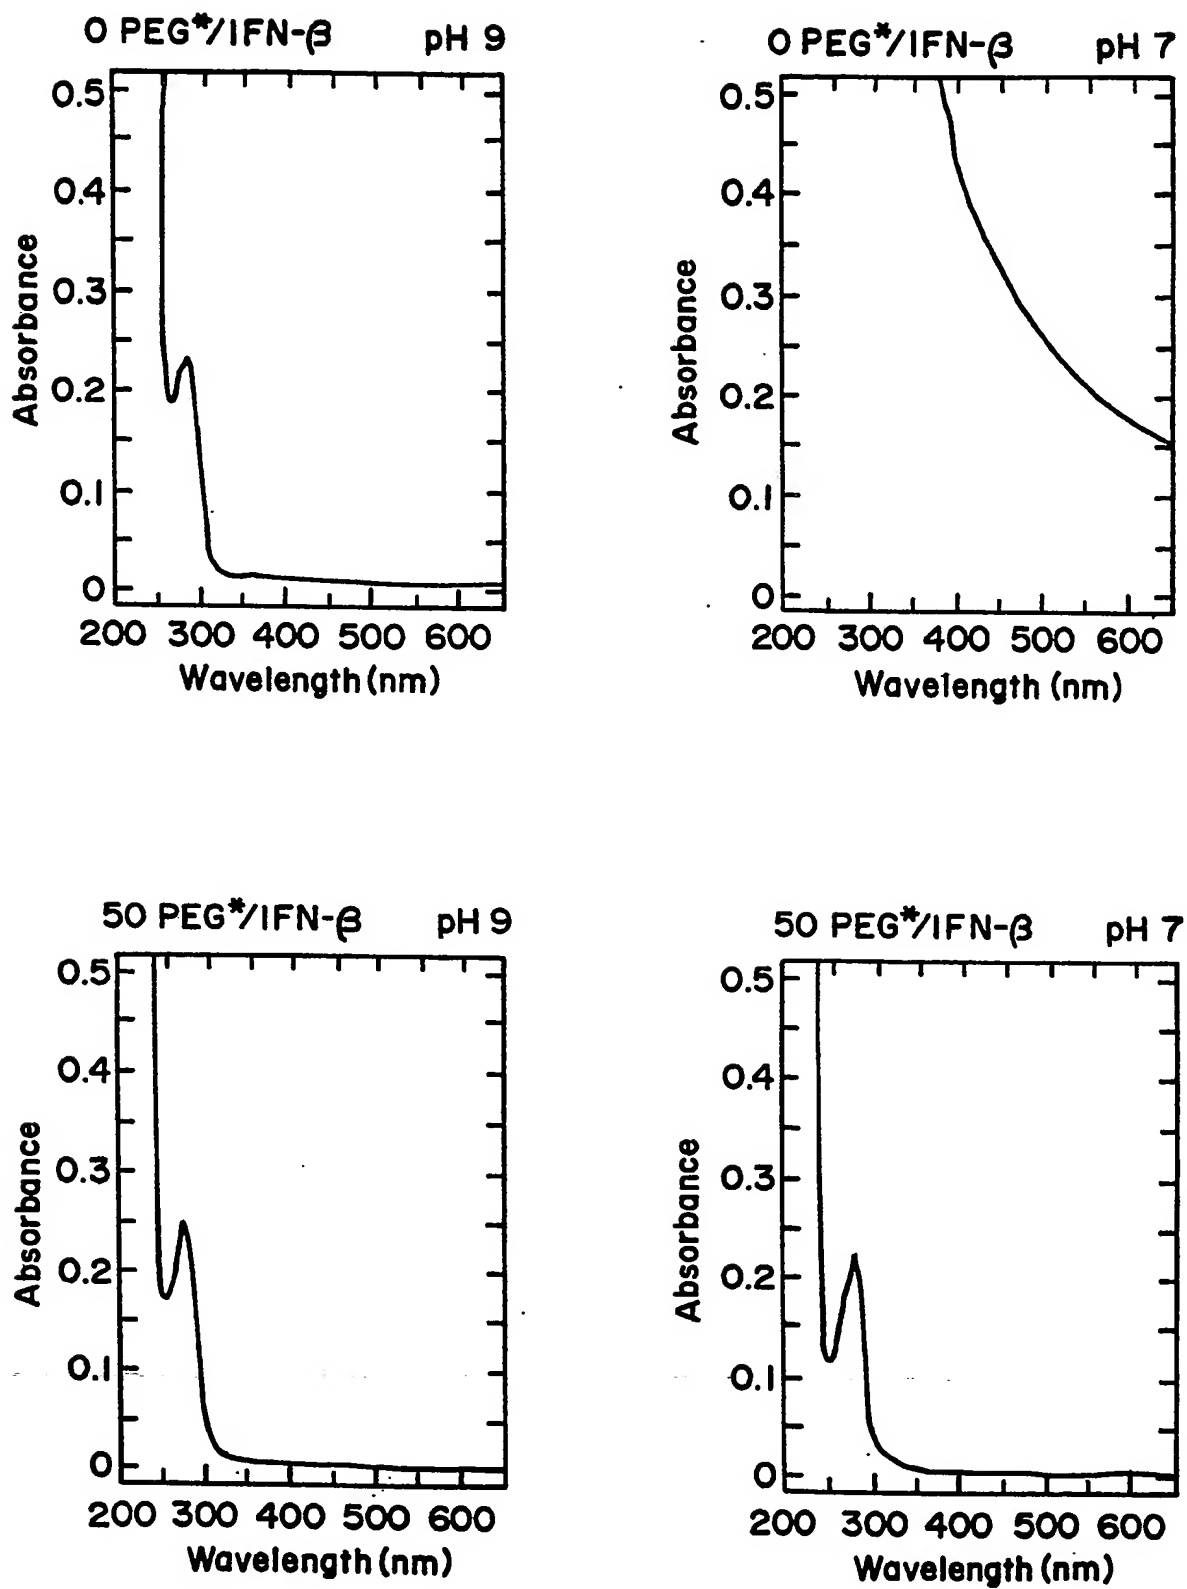 0 PEG*/IFN-β pH 9
Absorbance
0.5
0.4
0.3
0.2
0.1
0
200 300 400 500 600
Wavelength (nm)
0 PEG*/IFN-β pH 7
Absorbance
0.5
0.4
0.3
0.2
0.1
0
200 300 400 500 600
Wavelength (nm)
50 PEG*/IFN-β pH 9
Absorbance
0.5
0.4
0.3
0.2
0.1
0
200 300 400 500 600
Wavelength (nm)
50 PEG*/IFN-β pH 7
Absorbance
0.5
0.4
0.3
0.2
0.1
0
200 300 400 500 600
Wavelength (nm)